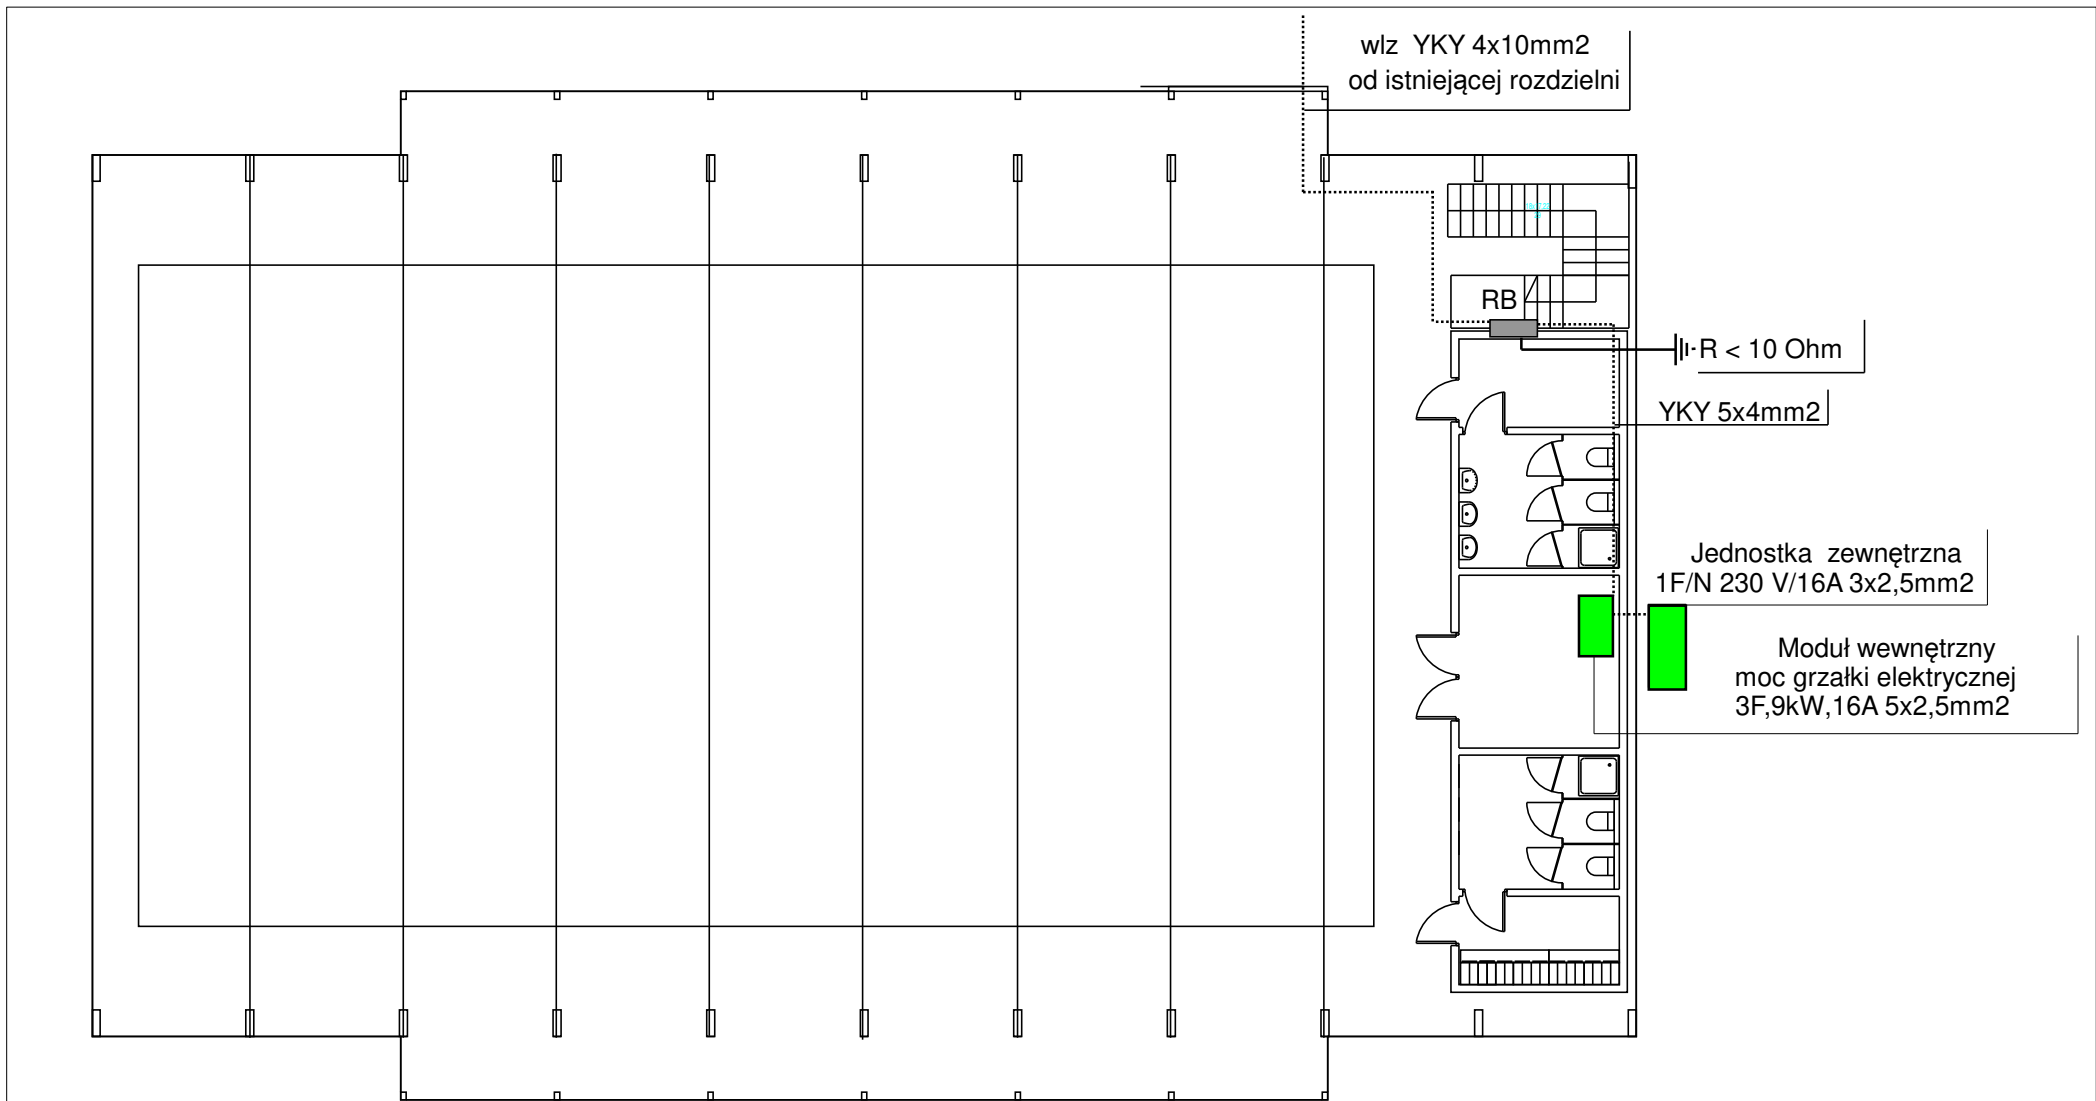 wlz YKY 4x10mm2
od istniejącej rozdzielni
RB
R < 10 Ohm
YKY 5x4mm2
Jednostka zewnętrzna
1F/N 230 V/16A 3x2,5mm2
Moduł wewnętrzny
moc grzałki elektrycznej
3F,9kW,16A 5x2,5mm2